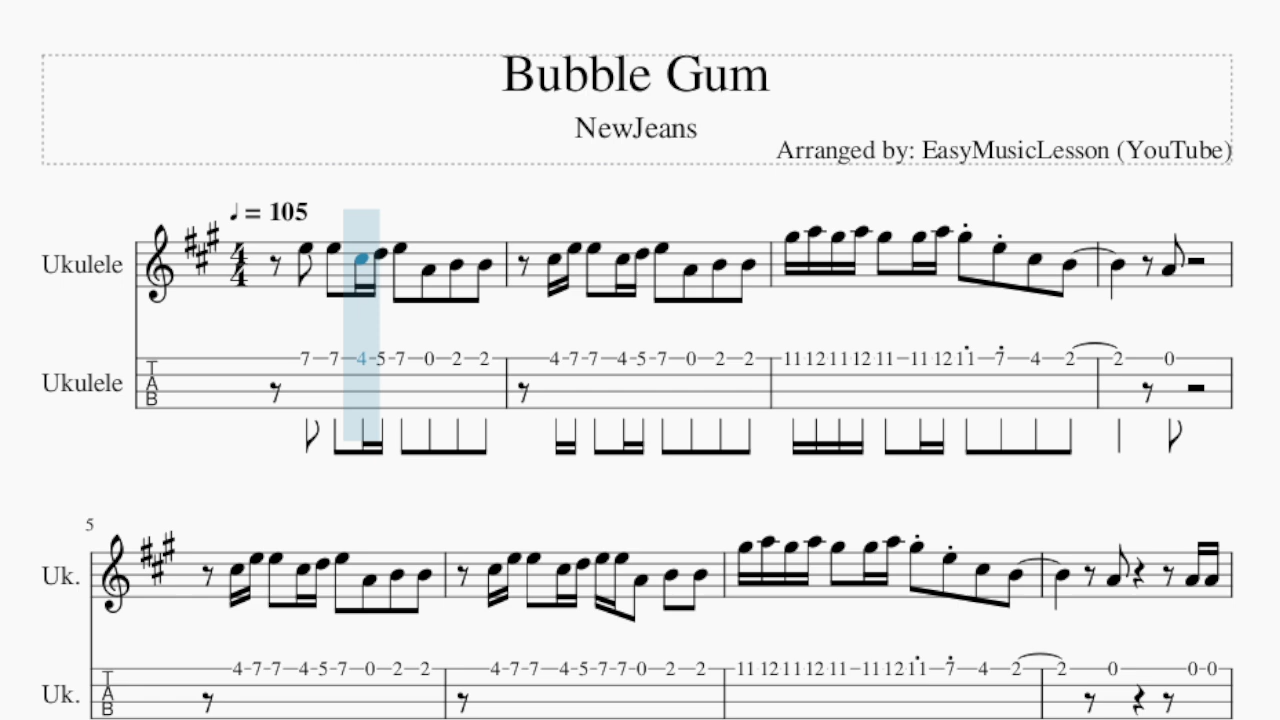 Bubble Gum
NewJeans
Arranged by: EasyMusicLesson (YouTube)
♩ = 105
Ukulele
4 4
7 7 4 5 7 0 2 2 4 7 7 4 5 7 0 2 2 11 12 11 12 11 11 12 11 7 4 2 2 0
Ukulele
T A B
5
Uk.
4 7 7 4 5 7 0 2 2 4 7 7 4 5 7 7 0 2 2 11 12 11 12 11 11 12 11 7 4 2 2 0 0 0
Uk.
T A B